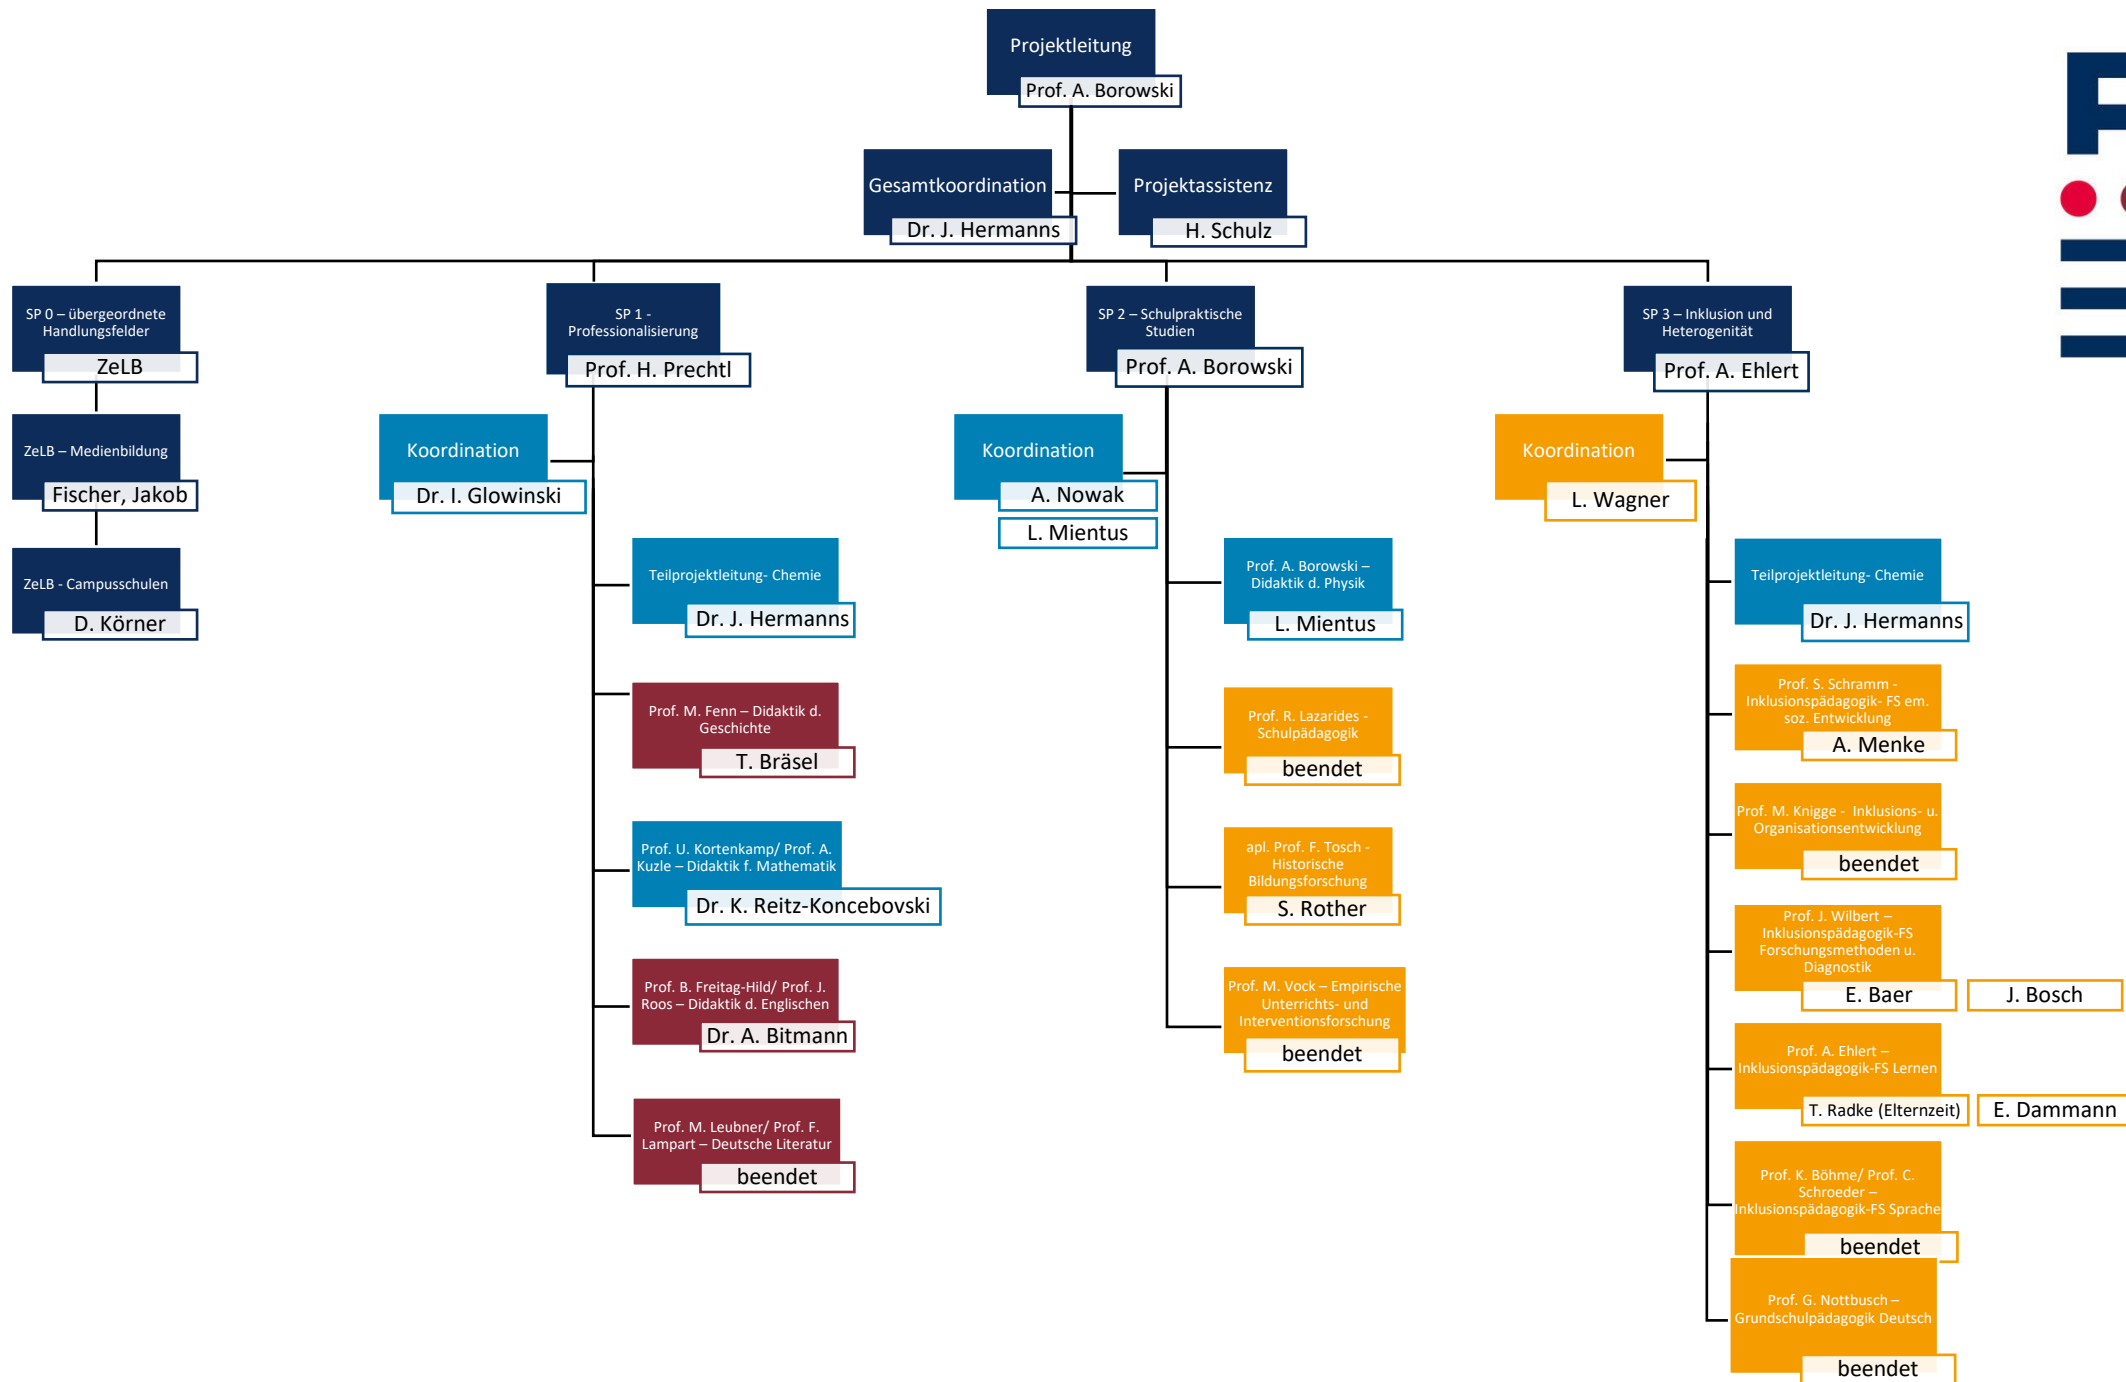 Projektleitung
Prof. A. Borowski
Gesamtkoordination
Dr. J. Hermanns
Projektassistenz
H. Schulz
SP 0 – übergeordnete
Handlungsfelder
ZeLB
ZeLB – Medienbildung
Fischer, Jakob
ZeLB - Campusschulen
D. Körner
SP 1 -
Professionalisierung
Prof. H. Prechtl
Koordination
Dr. I. Glowinski
Teilprojektleitung- Chemie
Dr. J. Hermanns
Prof. M. Fenn – Didaktik d.
Geschichte
T. Bräsel
Prof. U. Kortenkamp/ Prof. A.
Kuzle – Didaktik f. Mathematik
Dr. K. Reitz-Koncebovski
Prof. B. Freitag-Hild/ Prof. J.
Roos – Didaktik d. Englischen
Dr. A. Bitmann
Prof. M. Leubner/ Prof. F.
Lampart – Deutsche Literatur
beendet
SP 2 – Schulpraktische
Studien
Prof. A. Borowski
Koordination
A. Nowak
L. Mientus
Prof. A. Borowski –
Didaktik d. Physik
L. Mientus
Prof. R. Lazarides -
Schulpädagogik
beendet
apl. Prof. F. Tosch -
Historische
Bildungsforschung
S. Rother
Prof. M. Vock – Empirische
Unterrichts- und
Interventionsforschung
beendet
SP 3 – Inklusion und
Heterogenität
Prof. A. Ehlert
Koordination
L. Wagner
Teilprojektleitung- Chemie
Dr. J. Hermanns
Prof. S. Schramm -
Inklusionspädagogik- FS em.
soz. Entwicklung
A. Menke
Prof. M. Knigge - Inklusions- u.
Organisationsentwicklung
beendet
Prof. J. Wilbert –
Inklusionspädagogik-FS
Forschungsmethoden u.
Diagnostik
E. Baer
J. Bosch
Prof. A. Ehlert –
Inklusionspädagogik-FS Lernen
T. Radke (Elternzeit)
E. Dammann
Prof. K. Böhme/ Prof. C.
Schroeder –
Inklusionspädagogik-FS Sprache
beendet
Prof. G. Nottbusch –
Grundschulpädagogik Deutsch
beendet